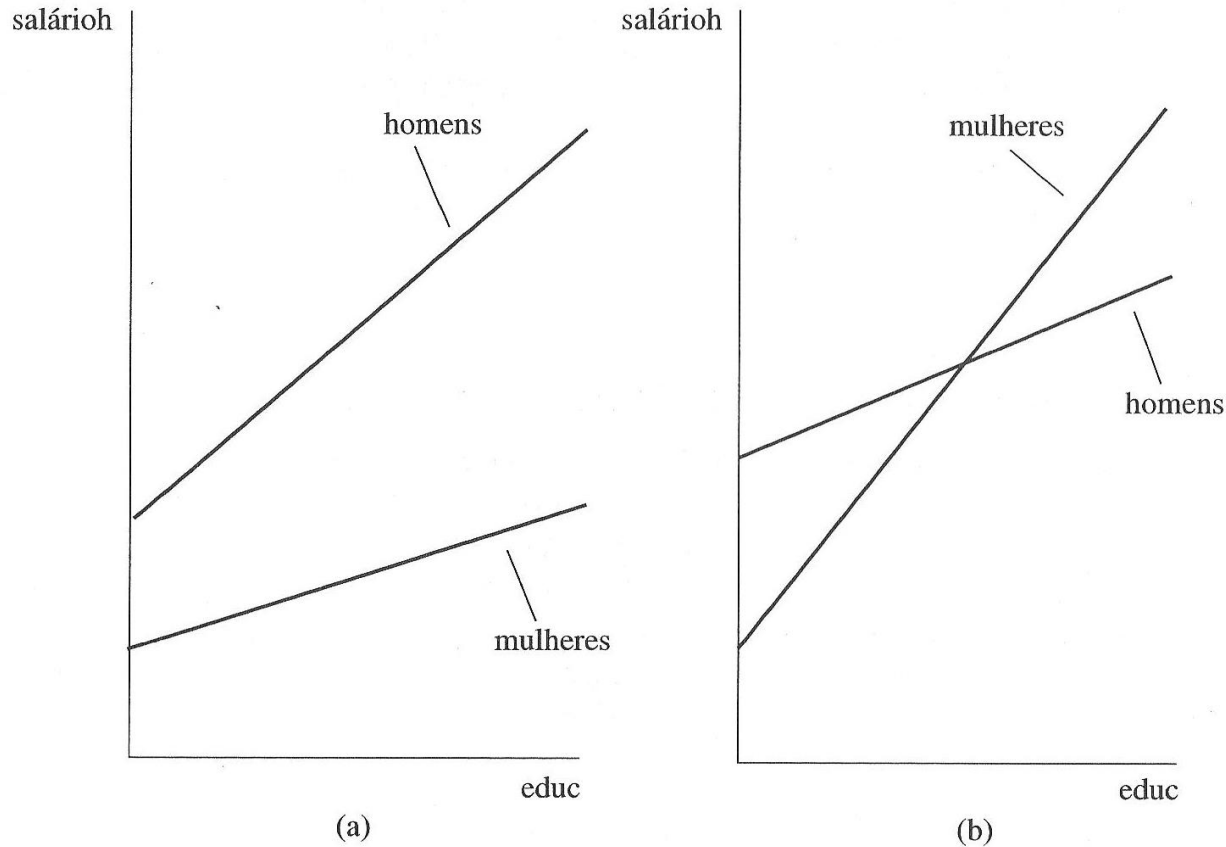 salárioh
homens
mulheres
educ
(a)
salárioh
mulheres
homens
educ
(b)